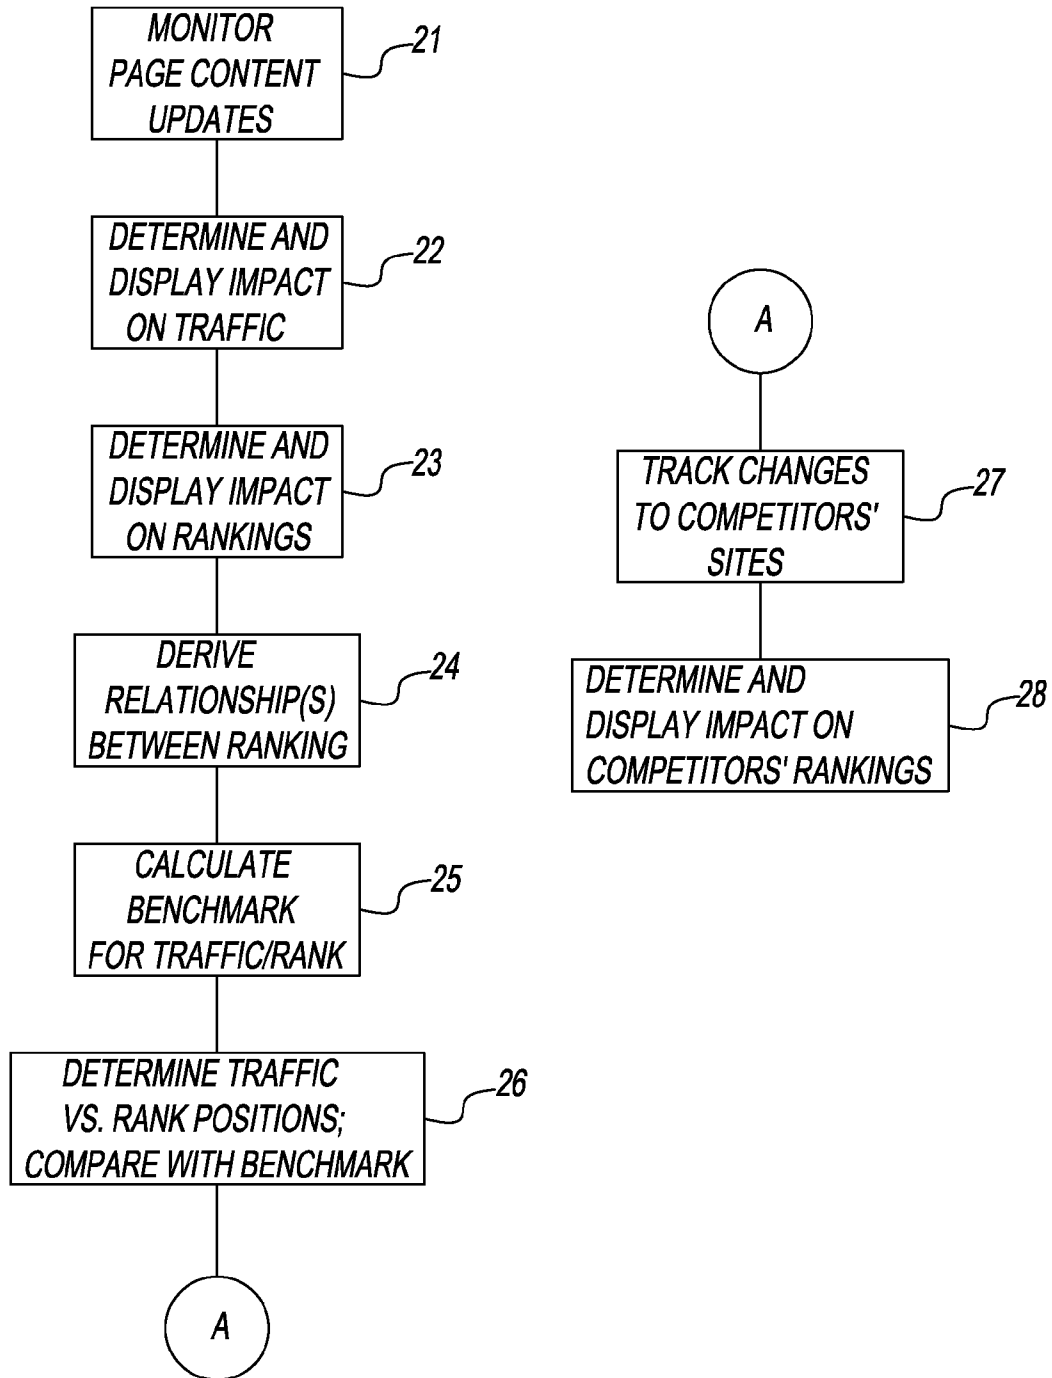 MONITOR
PAGE CONTENT
UPDATES
21
DETERMINE AND
DISPLAY IMPACT
ON TRAFFIC
22
DETERMINE AND
DISPLAY IMPACT
ON RANKINGS
23
DERIVE
RELATIONSHIP(S)
BETWEEN RANKING
24
CALCULATE
BENCHMARK
FOR TRAFFIC/RANK
25
DETERMINE TRAFFIC
VS. RANK POSITIONS;
COMPARE WITH BENCHMARK
26
A
A
TRACK CHANGES
TO COMPETITORS'
SITES
27
DETERMINE AND
DISPLAY IMPACT ON
COMPETITORS' RANKINGS
28